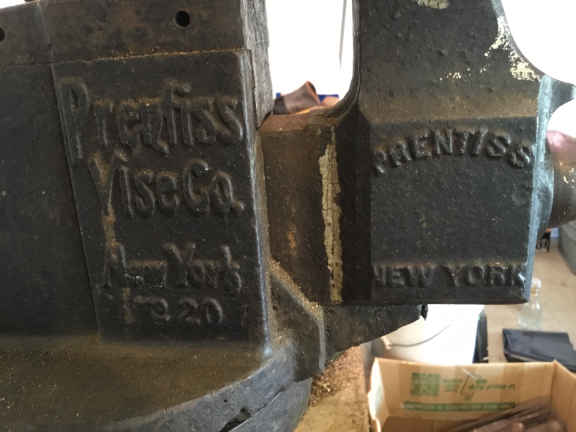 Prentiss
Vise Co.
New York
No 20
PRENTISS
NEW YORK